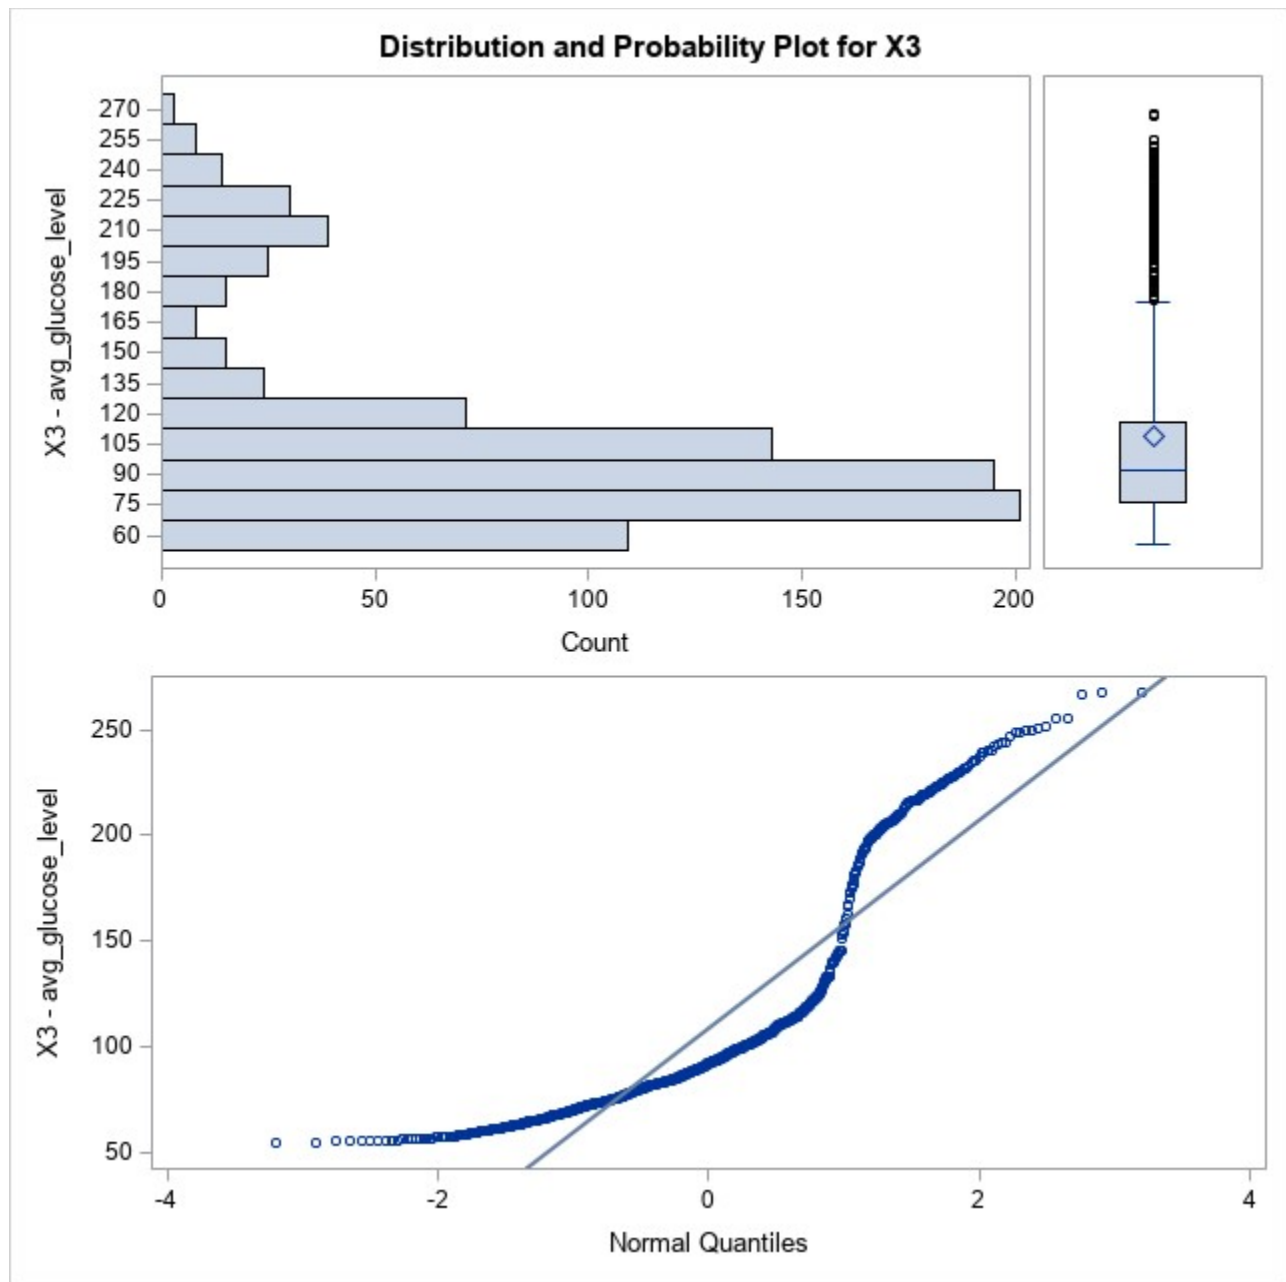 Distribution and Probability Plot for X3
X3 - avg_glucose_level
270
255
240
225
210
195
180
165
150
135
120
105
90
75
60
0 50 100 150 200
Count
X3 - avg_glucose_level
250
200
150
100
50
-4 -2 0 2 4
Normal Quantiles